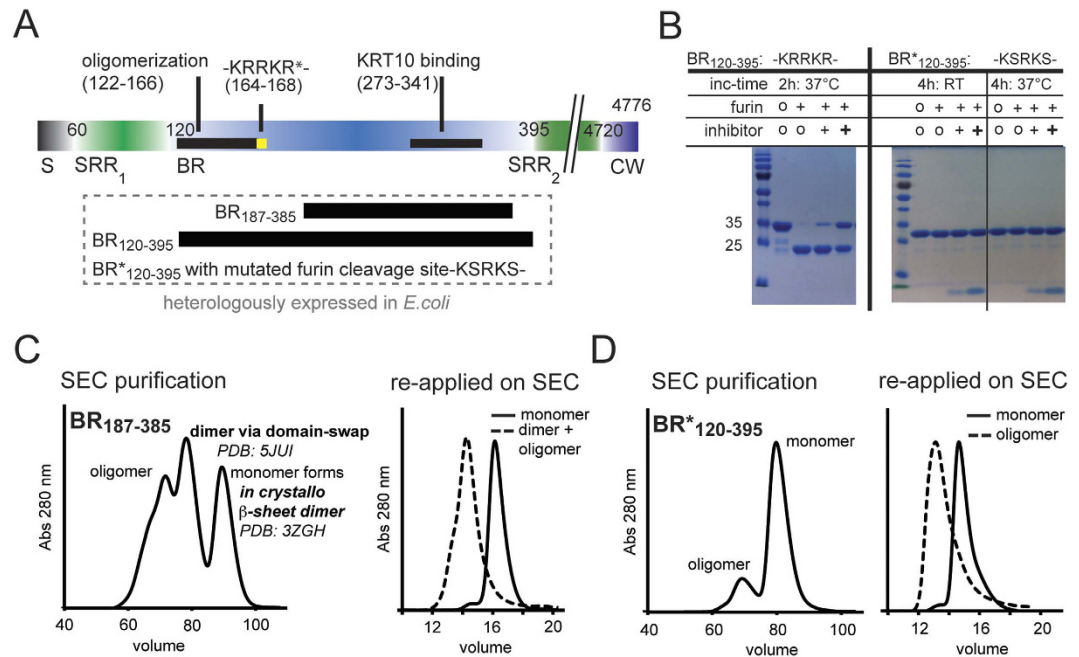 A
oligomerization
(122-166)
-KRRKR*-
(164-168)
KRT10 binding
(273-341)
4776
60
120
395
4720
S
SRR1
BR
SRR2
CW
BR187-385
BR120-395
BR*120-395 with mutated furin cleavage site-KSRKS-
heterologously expressed in E.coli
B
BR120-395: -KRRKR- BR*120-395: -KSRKS-
inc-time 2h: 37°C 4h: RT 4h: 37°C
furin o + + + o + + + o + + +
inhibitor o o + + o o + + o o + +
35
25
C
SEC purification
re-applied on SEC
BR187-385
oligomer
dimer via domain-swap
PDB: 5JUI
monomer forms
in crystallo
β-sheet dimer
PDB: 3ZGH
Abs 280 nm
40 60 80 100
volume
monomer
dimer +
oligomer
Abs 280 nm
12 16 20
volume
D
SEC purification
re-applied on SEC
BR*120-395
monomer
oligomer
Abs 280 nm
40 60 80 100
volume
monomer
oligomer
Abs 280 nm
12 16 20
volume